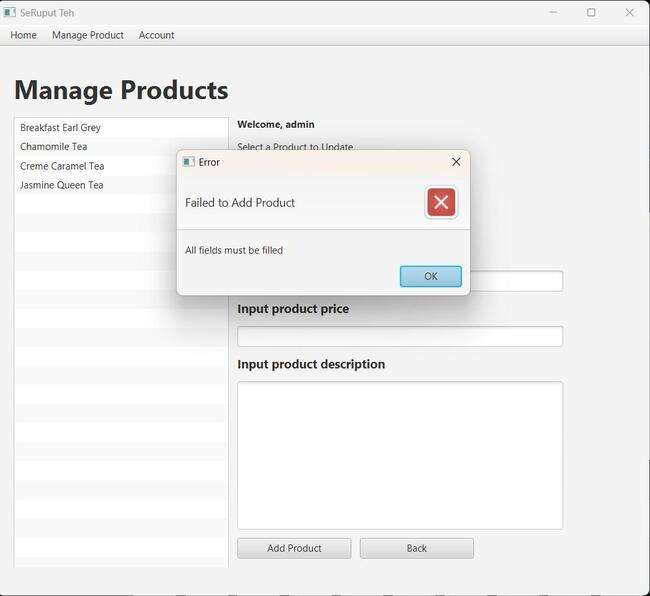 SeRuput Teh
Home Manage Product Account
Manage Products
Breakfast Earl Grey
Chamomile Tea
Creme Caramel Tea
Jasmine Queen Tea
Welcome, admin
Select a Product to Update
Error
Failed to Add Product
All fields must be filled
OK
Input product price
Input product description
Add Product Back